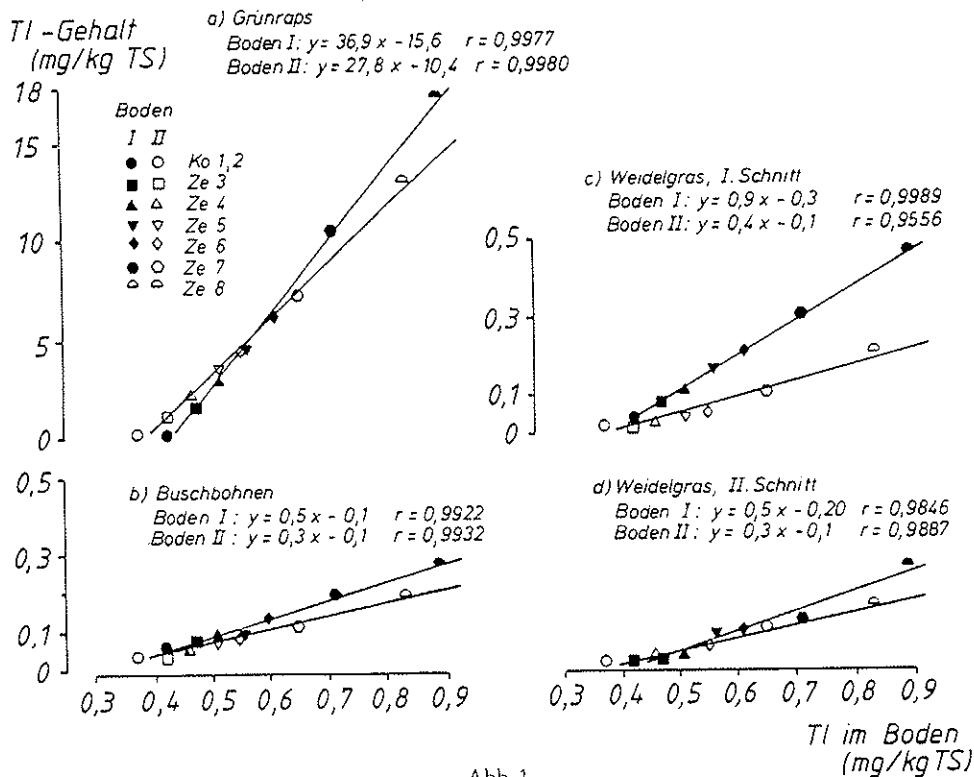 Tl-Gehalt
(mg/kg TS)
a) Grünraps
Boden I: y = 36,9 x - 15,6 r = 0,9977
Boden II: y = 27,8 x - 10,4 r = 0,9980
18
15
10
5
0
Boden
I II
Ko 1,2
Ze 3
Ze 4
Ze 5
Ze 6
Ze 7
Ze 8
c) Weidelgras, I. Schnitt
Boden I: y = 0,9 x - 0,3 r = 0,9989
Boden II: y = 0,4 x - 0,1 r = 0,9556
0,5
0,3
0,1
0
b) Buschbohnen
Boden I: y = 0,5 x - 0,1 r = 0,9922
Boden II: y = 0,3 x - 0,1 r = 0,9932
0,5
0,3
0,1
0
0,3 0,4 0,5 0,6 0,7 0,8 0,9
d) Weidelgras, II. Schnitt
Boden I: y = 0,5 x - 0,20 r = 0,9846
Boden II: y = 0,3 x - 0,1 r = 0,9887
0,3 0,4 0,5 0,6 0,7 0,8 0,9
Tl im Boden
(mg/kg TS)
Abb. 1